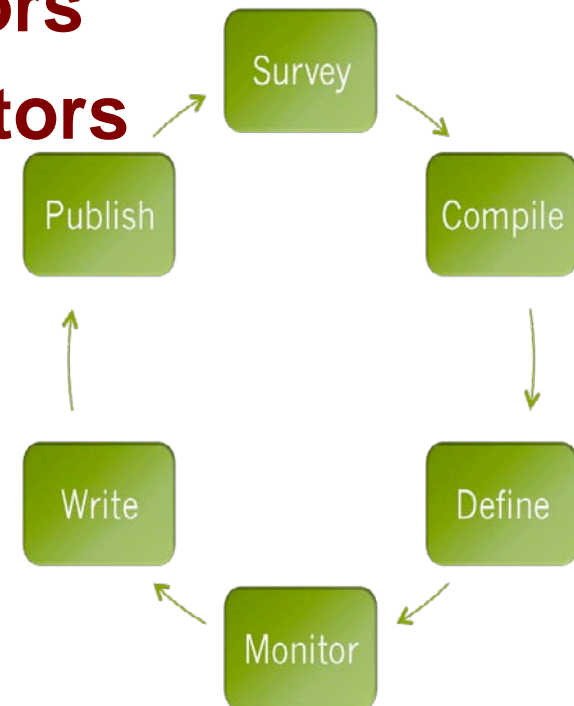 ors
tors
Survey
Publish
Compile
Write
Define
Monitor